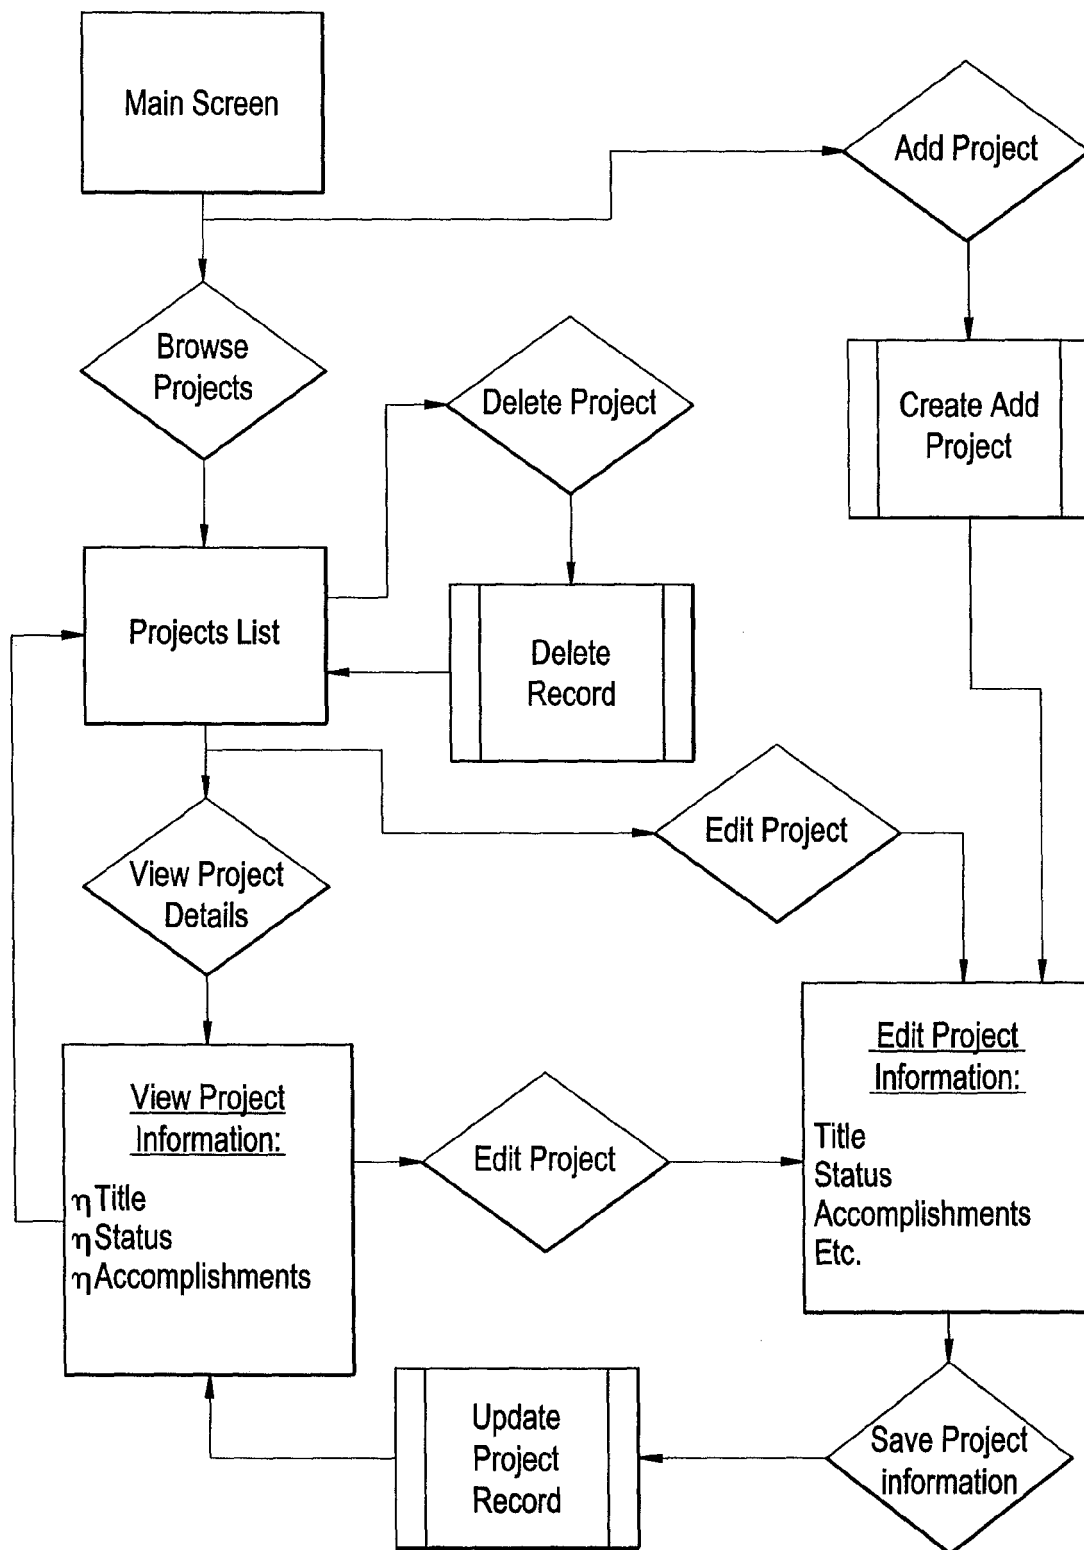 Main Screen
Add Project
Browse
Projects
Delete Project
Create Add
Project
Projects List
Delete
Record
Edit Project
View Project
Details
Edit Project
Information:
Title
Status
Accomplishments
Etc.
View Project
Information:
ηTitle
ηStatus
ηAccomplishments
Edit Project
Update
Project
Record
Save Project
information